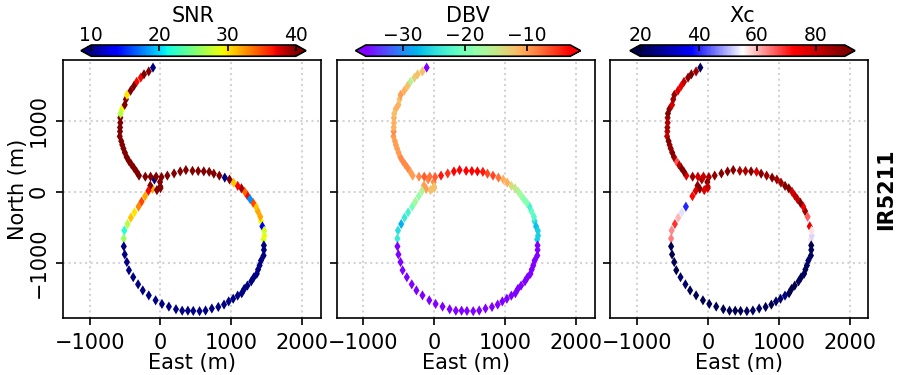 SNR DBV Xc
10 20 30 40 −30 −20 −10 20 40 60 80
North (m)
1000
0
−1000
−1000 0 1000 2000 −1000 0 1000 2000 −1000 0 1000 2000
East (m) East (m) East (m)
IR5211